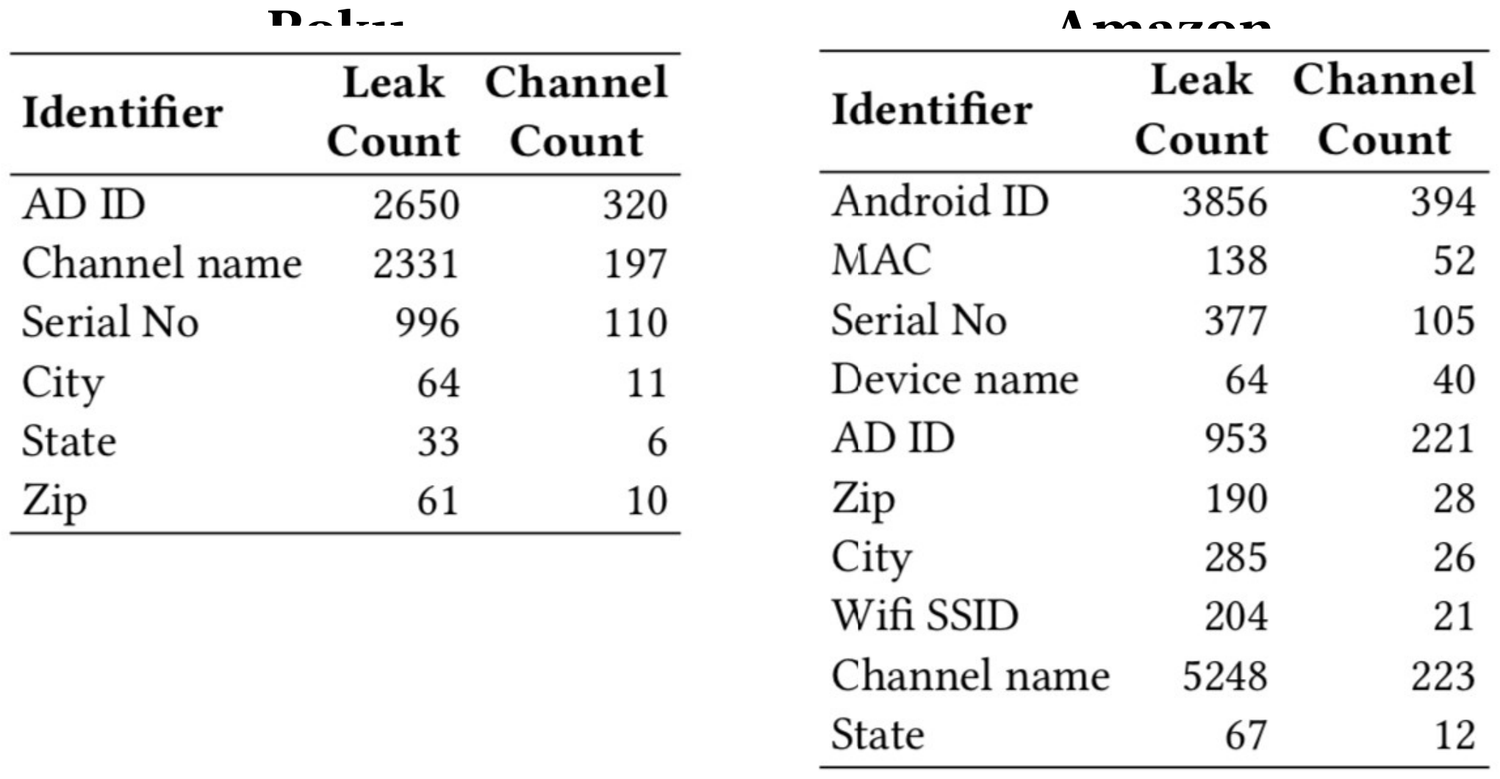 Roku
Identifier Leak Count Channel Count
AD ID 2650 320
Channel name 2331 197
Serial No 996 110
City 64 11
State 33 6
Zip 61 10
Amazon
Identifier Leak Count Channel Count
Android ID 3856 394
MAC 138 52
Serial No 377 105
Device name 64 40
AD ID 953 221
Zip 190 28
City 285 26
Wifi SSID 204 21
Channel name 5248 223
State 67 12